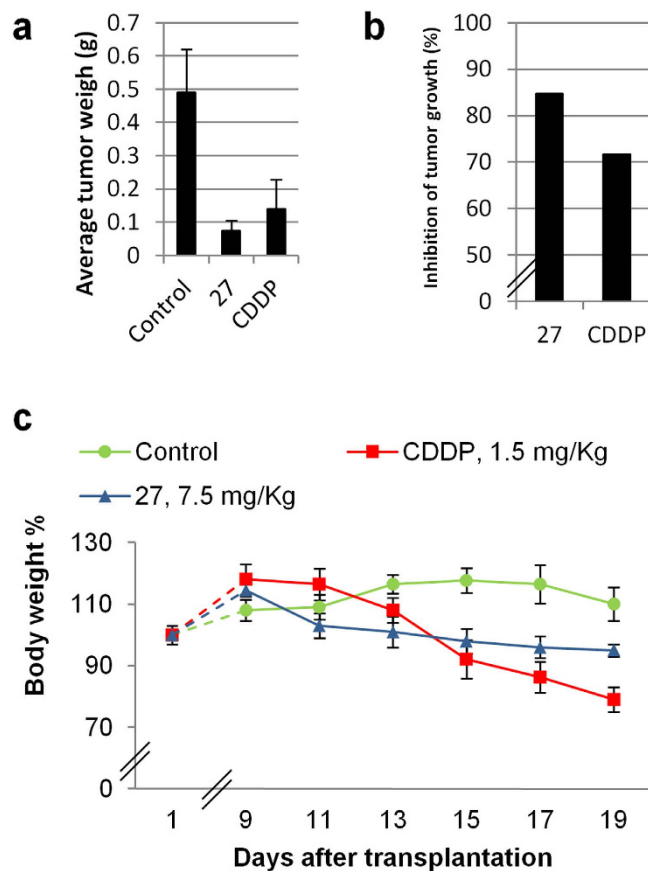 a
Average tumor weigh (g)
0.7
0.6
0.5
0.4
0.3
0.2
0.1
0
Control
27
CDDP
b
Inhibition of tumor growth (%)
100
90
80
70
60
50
0
27
CDDP
c
Control
CDDP, 1.5 mg/Kg
27, 7.5 mg/Kg
Body weight %
130
110
90
70
0
1 9 11 13 15 17 19
Days after transplantation